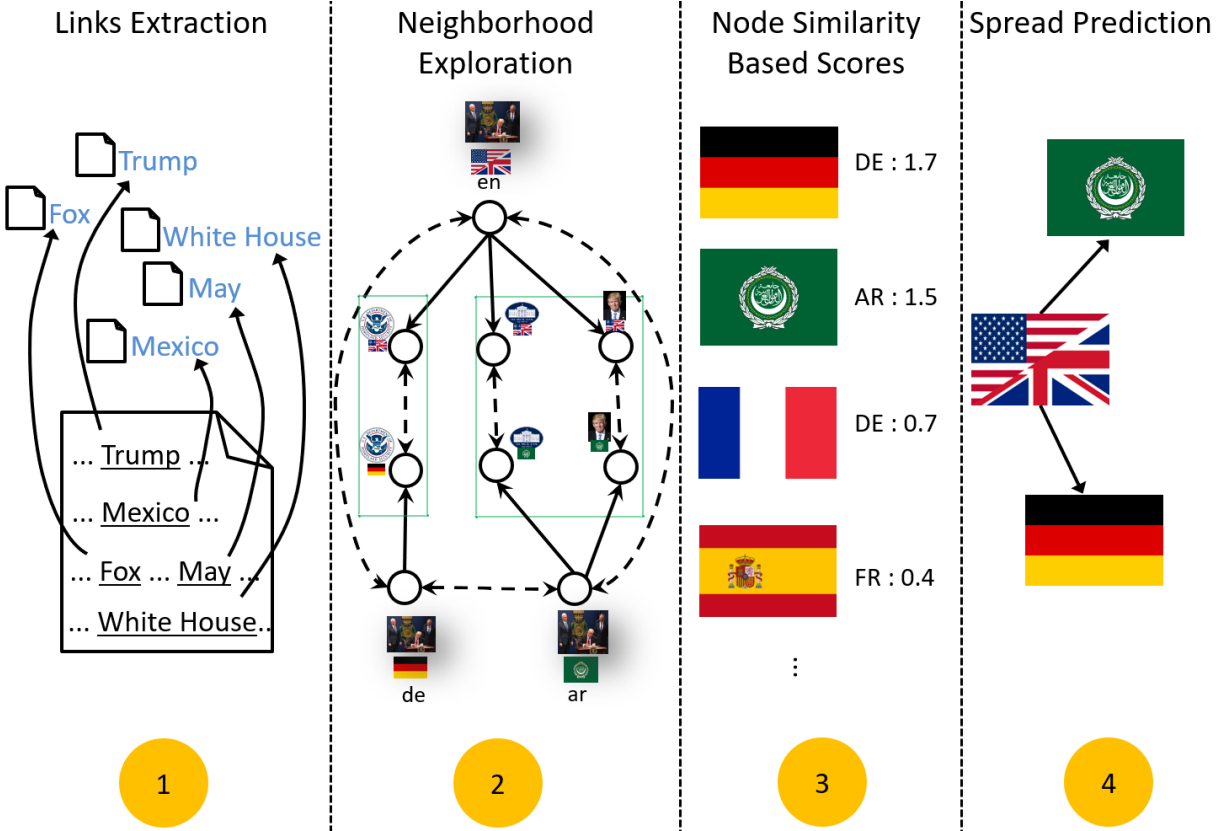 Links Extraction
Trump
Fox
White House
May
Mexico
... Trump ...
... Mexico ...
... Fox ... May ...
... White House..
1
Neighborhood
Exploration
en
de
ar
2
Node Similarity
Based Scores
DE : 1.7
AR : 1.5
DE : 0.7
FR : 0.4
...
3
Spread Prediction
4